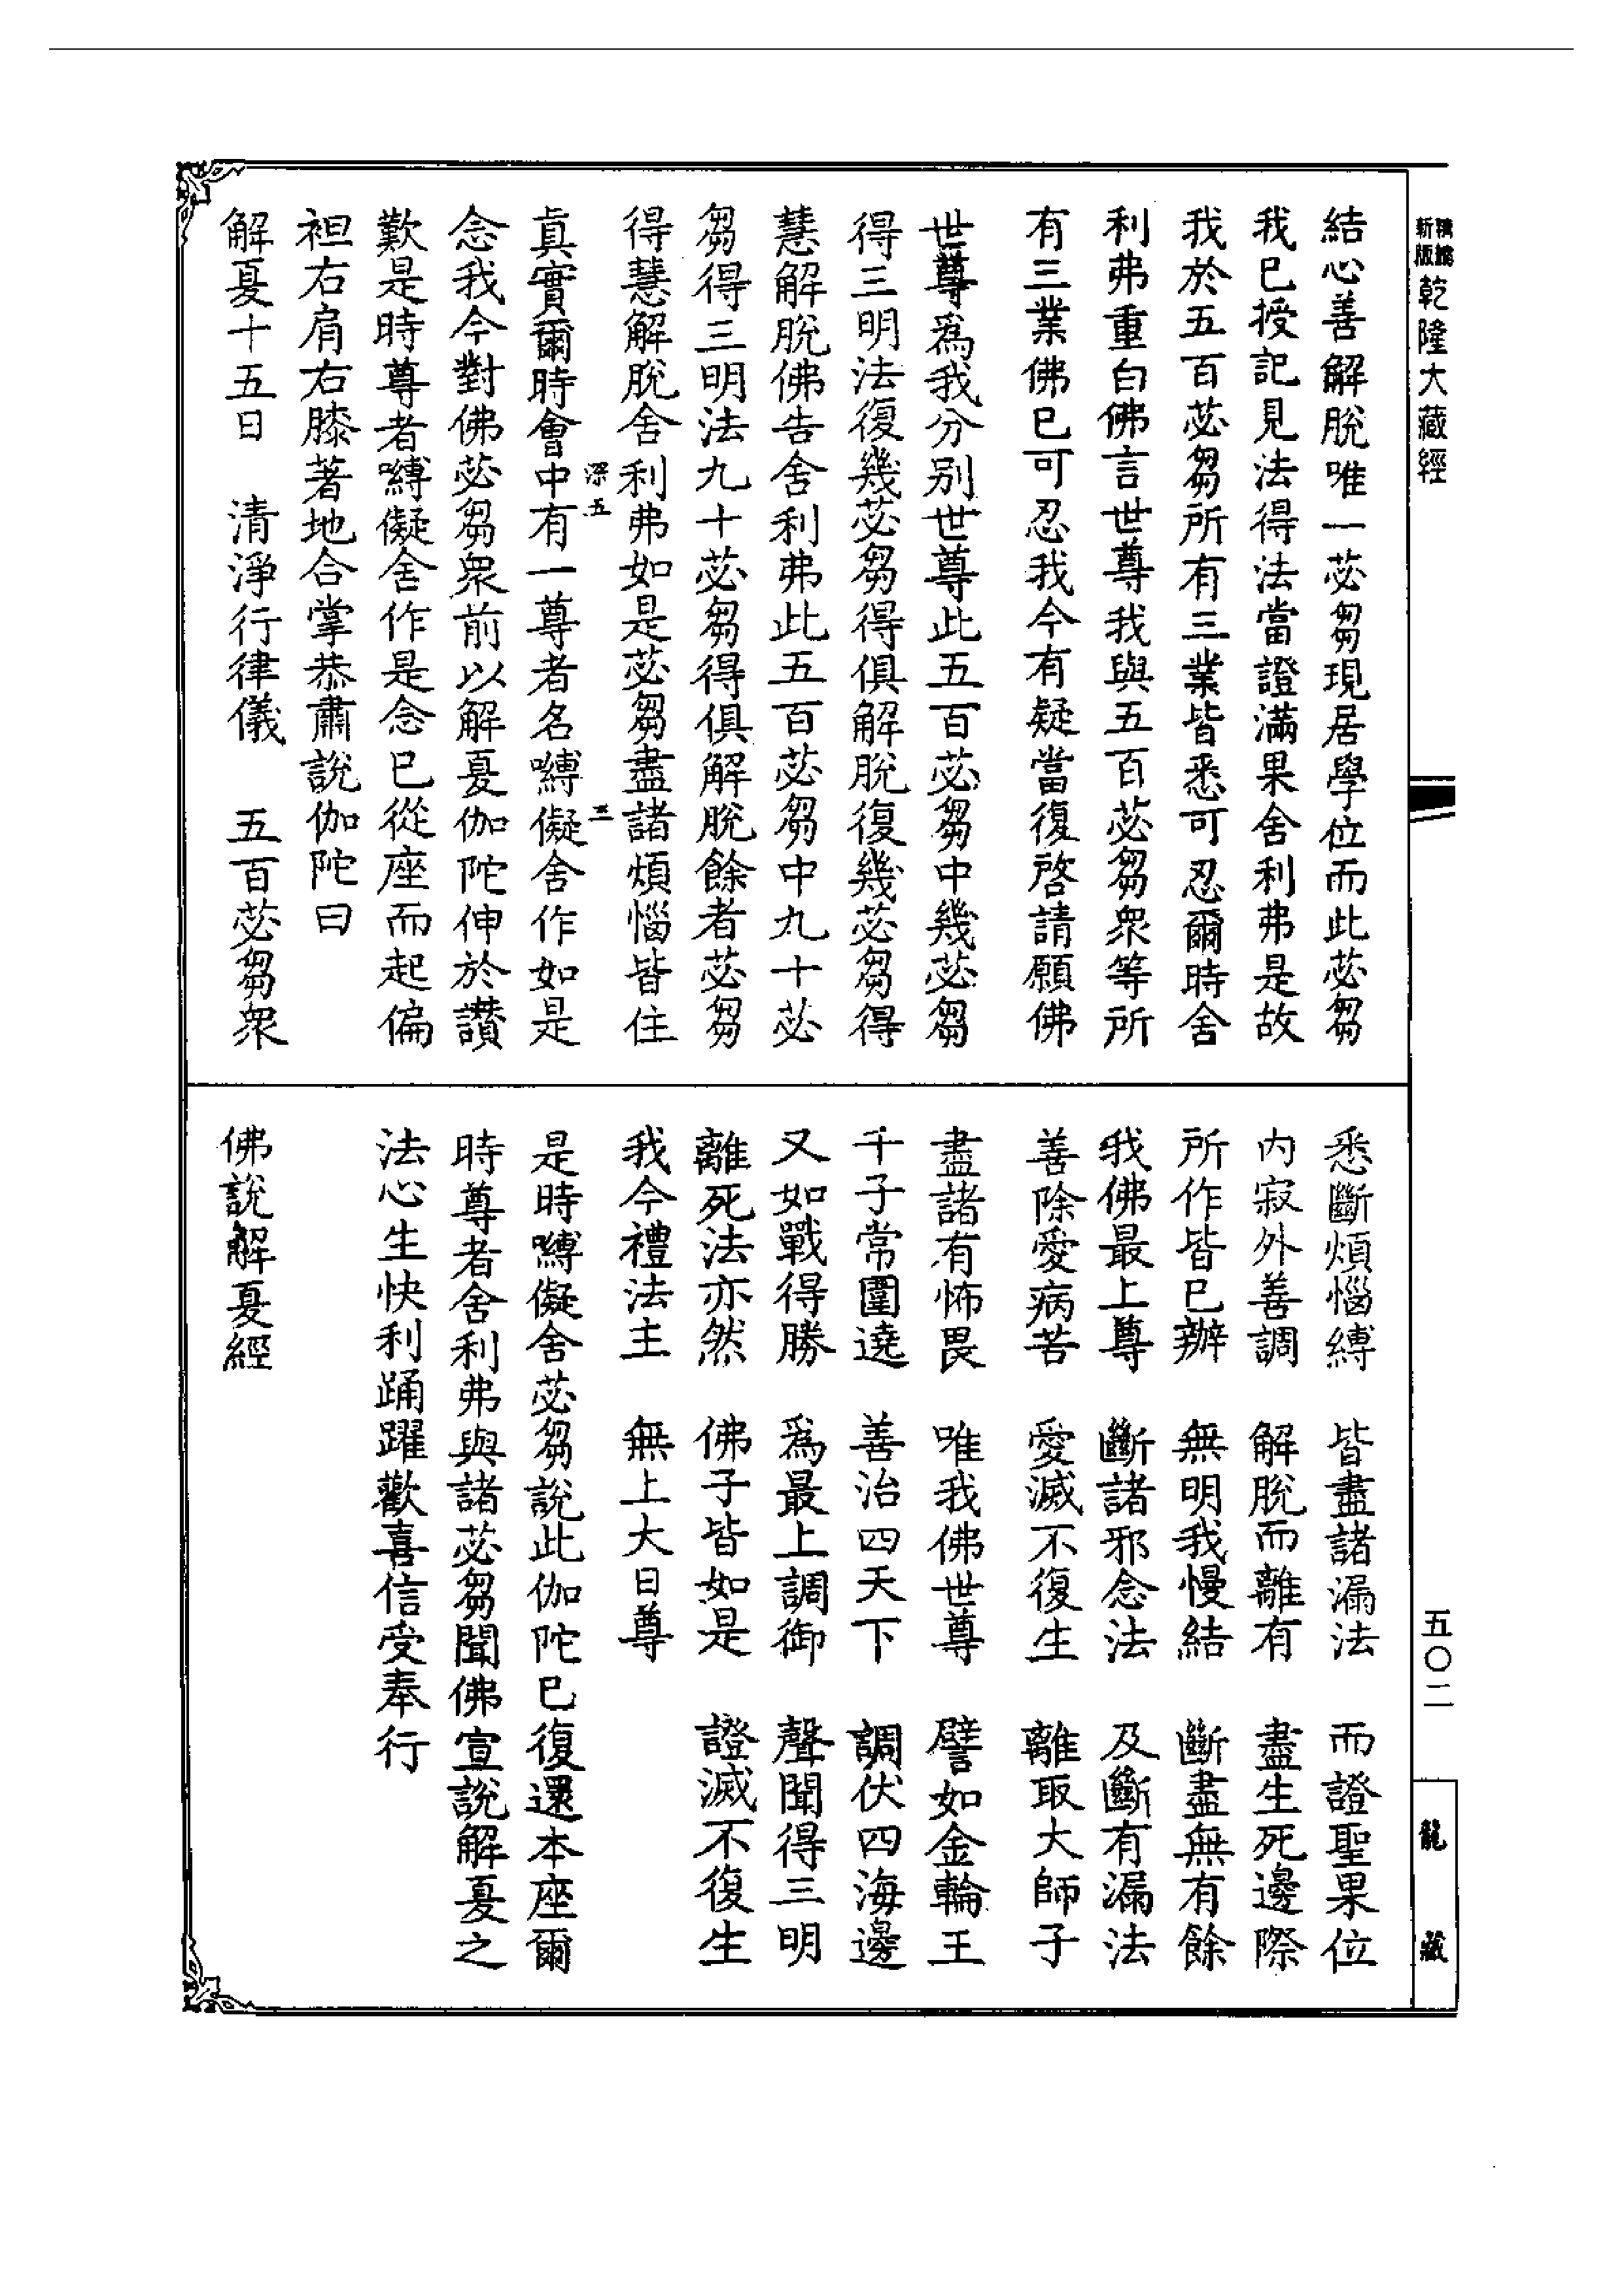 新版精縮乾隆大藏經
結心善解脫唯一苾芻現居學位而此苾芻
我已授記見法得法當證滿果舍利弗是故
我於五百苾芻所有三業皆悉可忍爾時舍
利弗重白佛言世尊我與五百苾芻衆等所
有三業佛已可忍我今有疑當復啓請願佛
世尊爲我分別世尊此五百苾芻中幾苾芻
得三明法復幾苾芻得俱解脫復幾苾芻得
慧解脫佛告舍利弗此五百苾芻中九十苾
芻得三明法九十苾芻得俱解脫餘者苾芻
得慧解脫舍利弗如是苾芻盡諸煩惱皆住
深五 三
眞實爾時會中有一尊者名嚩儗舍作如是
念我今對佛苾芻衆前以解夏伽陀伸於讚
歎是時尊者嚩儗舍作是念已從座而起偏
袒右肩右膝著地合掌恭肅說伽陀曰
解夏十五日 清淨行律儀 五百苾芻衆
悉斷煩惱縛 皆盡諸漏法 而證聖果位
內寂外善調 解脫而離有 盡生死邊際
所作皆已辦 無明我慢結 斷盡無有餘
我佛最上尊 斷諸邪念法 及斷有漏法
善除愛病苦 愛滅不復生 離取大師子
盡諸有怖畏 唯我佛世尊 譬如金輪王
千子常圍遶 善治四天下 調伏四海邊
又如戰得勝 爲最上調御 聲聞得三明
離死法亦然 佛子皆如是 證滅不復生
我今禮法主 無上大日尊
是時嚩儗舍苾芻說此伽陀已復還本座爾
時尊者舍利弗與諸苾芻聞佛宣說解夏之
法心生快利踊躍歡喜信受奉行
佛說解夏經
五〇二
龍藏